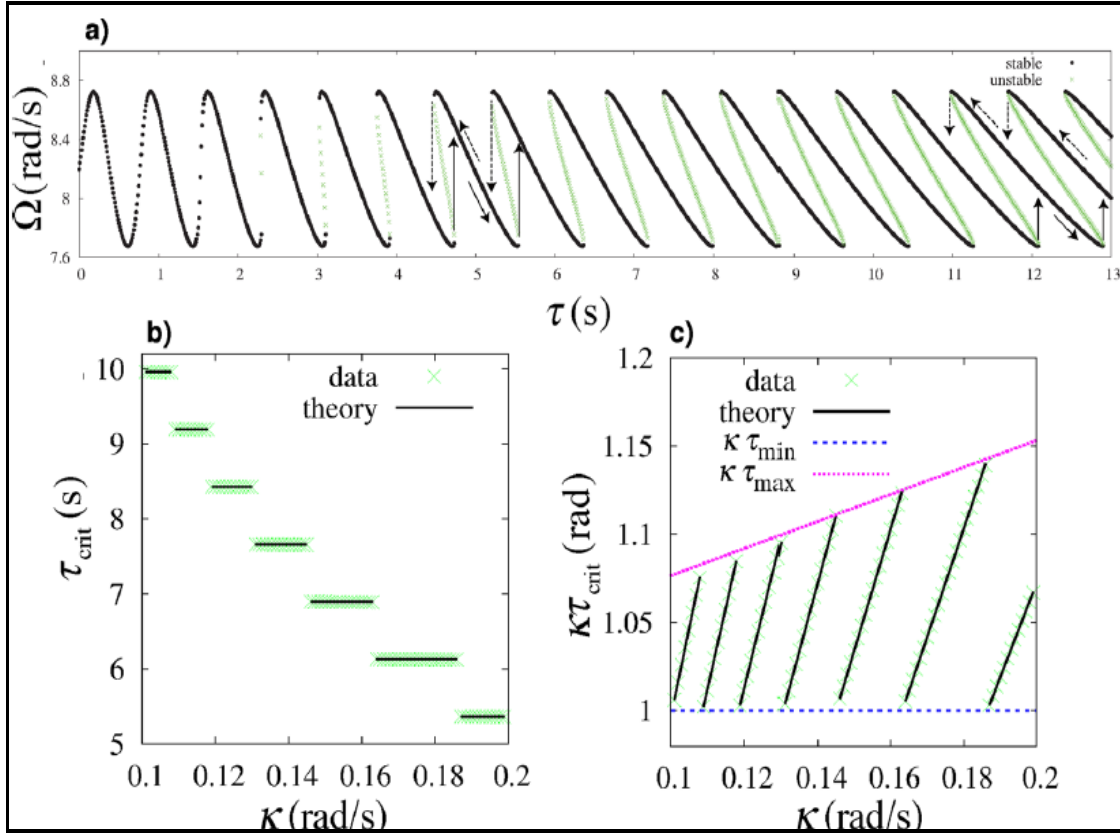 a)
Ω (rad/s)
8.8
8.4
8
7.6
stable
unstable
0 1 2 3 4 5 6 7 8 9 10 11 12 13
τ (s)
b)
τcrit (s)
10
9
8
7
6
5
data
theory
0.1 0.12 0.14 0.16 0.18 0.2
κ (rad/s)
c)
κτcrit (rad)
1.2
1.15
1.1
1.05
1
data
theory
κ τmin
κ τmax
0.1 0.12 0.14 0.16 0.18 0.2
κ (rad/s)